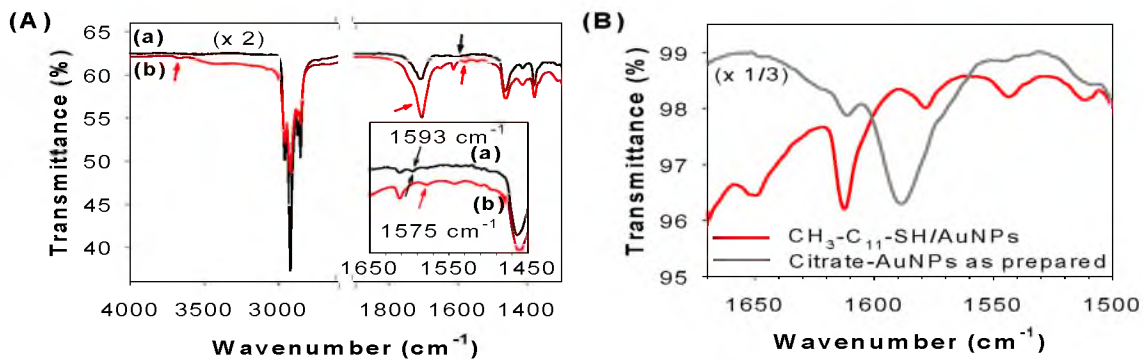 (A)
(a)
(x 2)
(b)
65
60
55
50
45
40
Transmittance (%)
4000 3600 3000 1800 1600 1400
Wavenumber (cm⁻¹)
1593 cm⁻¹
(a)
(b)
1575 cm⁻¹
1650 1550 1450
(B)
(x 1/3)
99
98
97
96
95
Transmittance (%)
CH₃-C₁₁-SH/AuNPs
Citrate-AuNPs as prepared
1650 1600 1550 1500
Wavenumber (cm⁻¹)